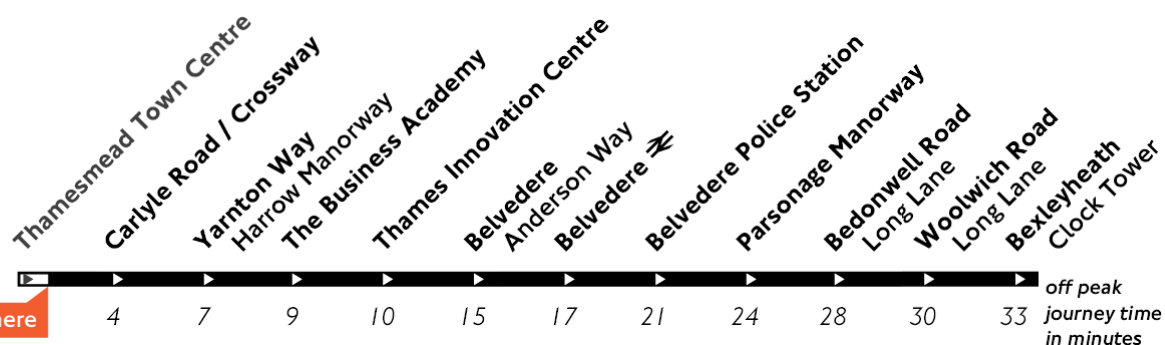 Thamesmead Town Centre
Carlyle Road / Crossway
Yarnton Way
Harrow Manorway
The Business Academy
Thames Innovation Centre
Belvedere
Anderson Way
Belvedere
Belvedere Police Station
Parsonage Manorway
Bedonwell Road
Long Lane
Woolwich Road
Long Lane
Bexleyheath
Clock Tower
here 4 7 9 10 15 17 21 24 28 30 33
off peak
journey time
in minutes